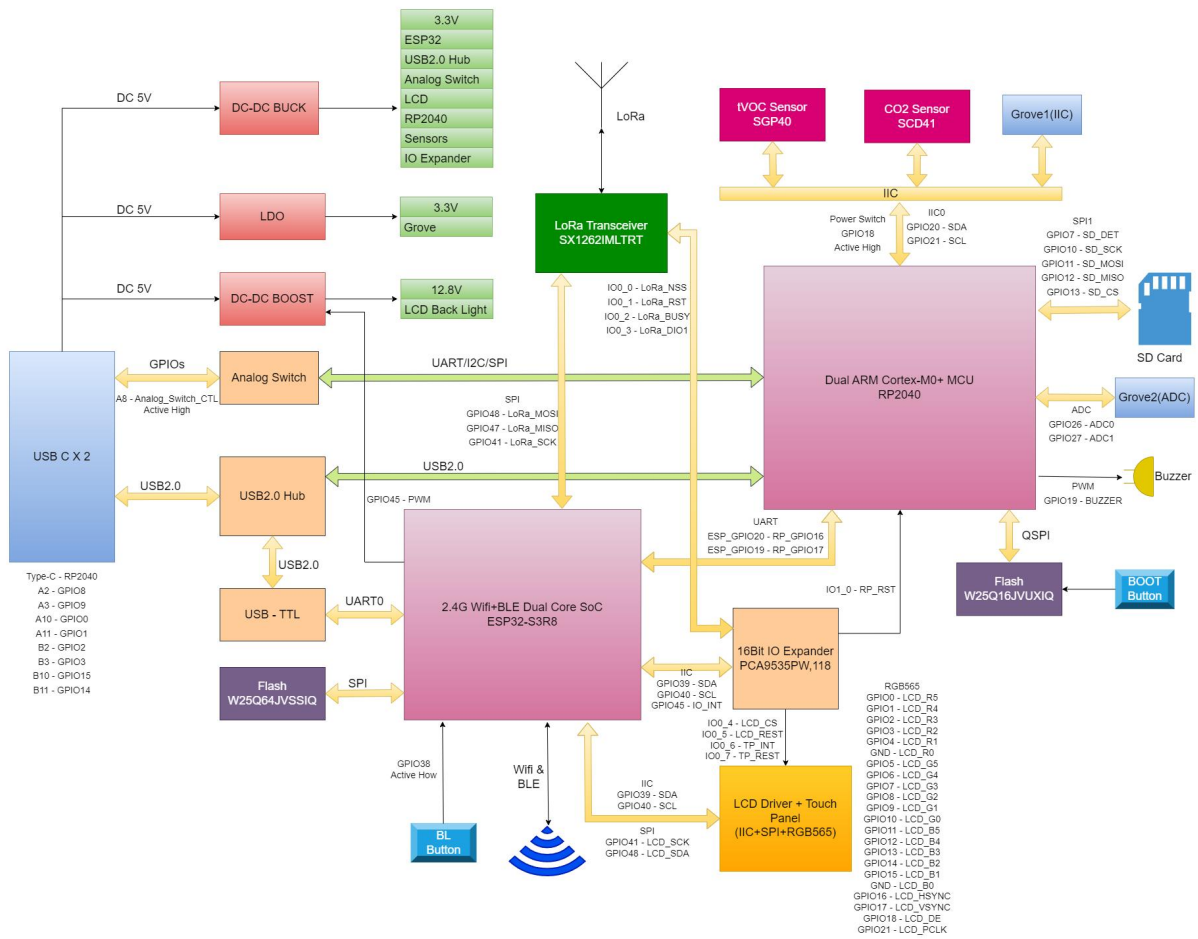 3.3V
ESP32
USB2.0 Hub
Analog Switch
LCD
RP2040
Sensors
IO Expander
DC 5V
DC-DC BUCK
DC 5V
LDO
3.3V
Grove
DC 5V
DC-DC BOOST
12.8V
LCD Back Light
LoRa
LoRa Transceiver
SX1262IMLTRT
IO0_0 - LoRa_NSS
IO0_1 - LoRa_RST
IO0_2 - LoRa_BUSY
IO0_3 - LoRa_DIO1
tVOC Sensor
SGP40
CO2 Sensor
SCD41
Grove1(IIC)
IIC
Power Switch
GPIO18
Active High
IIC0
GPIO20 - SDA
GPIO21 - SCL
SPI1
GPIO7 - SD_DET
GPIO10 - SD_SCK
GPIO11 - SD_MOSI
GPIO12 - SD_MISO
GPIO13 - SD_CS
SD Card
Dual ARM Cortex-M0+ MCU
RP2040
Grove2(ADC)
ADC
GPIO26 - ADC0
GPIO27 - ADC1
Buzzer
PWM
GPIO19 - BUZZER
QSPI
Flash
W25Q16JVUXIQ
BOOT
Button
USB C X 2
GPIOs
A8 - Analog_Switch_CTL
Active High
Analog Switch
UART/I2C/SPI
SPI
GPIO48 - LoRa_MOSI
GPIO47 - LoRa_MISO
GPIO41 - LoRa_SCK
USB2.0
USB2.0 Hub
USB2.0
GPIO45 - PWM
USB2.0
USB - TTL
UART0
Type-C - RP2040
A2 - GPIO8
A3 - GPIO9
A10 - GPIO0
A11 - GPIO1
B2 - GPIO2
B3 - GPIO3
B10 - GPIO15
B11 - GPIO14
Flash
W25Q64JVSSIQ
SPI
2.4G Wifi+BLE Dual Core SoC
ESP32-S3R8
UART
ESP_GPIO20 - RP_GPIO16
ESP_GPIO19 - RP_GPIO17
IO1_0 - RP_RST
16Bit IO Expander
PCA9535PW,118
IIC
GPIO39 - SDA
GPIO40 - SCL
GPIO45 - IO_INT
IO0_4 - LCD_CS
IO0_5 - LCD_REST
IO0_6 - TP_INT
IO0_7 - TP_REST
GPIO38
Active How
BL
Button
Wifi &
BLE
IIC
GPIO39 - SDA
GPIO40 - SCL
SPI
GPIO41 - LCD_SCK
GPIO48 - LCD_SDA
LCD Driver + Touch
Panel
(IIC+SPI+RGB565)
RGB565
GPIO0 - LCD_R5
GPIO1 - LCD_R4
GPIO2 - LCD_R3
GPIO3 - LCD_R2
GPIO4 - LCD_R1
GND - LCD_R0
GPIO5 - LCD_G5
GPIO6 - LCD_G4
GPIO7 - LCD_G3
GPIO8 - LCD_G2
GPIO9 - LCD_G1
GPIO10 - LCD_G0
GPIO11 - LCD_B5
GPIO12 - LCD_B4
GPIO13 - LCD_B3
GPIO14 - LCD_B2
GPIO15 - LCD_B1
GND - LCD_B0
GPIO16 - LCD_HSYNC
GPIO17 - LCD_VSYNC
GPIO18 - LCD_DE
GPIO21 - LCD_PCLK